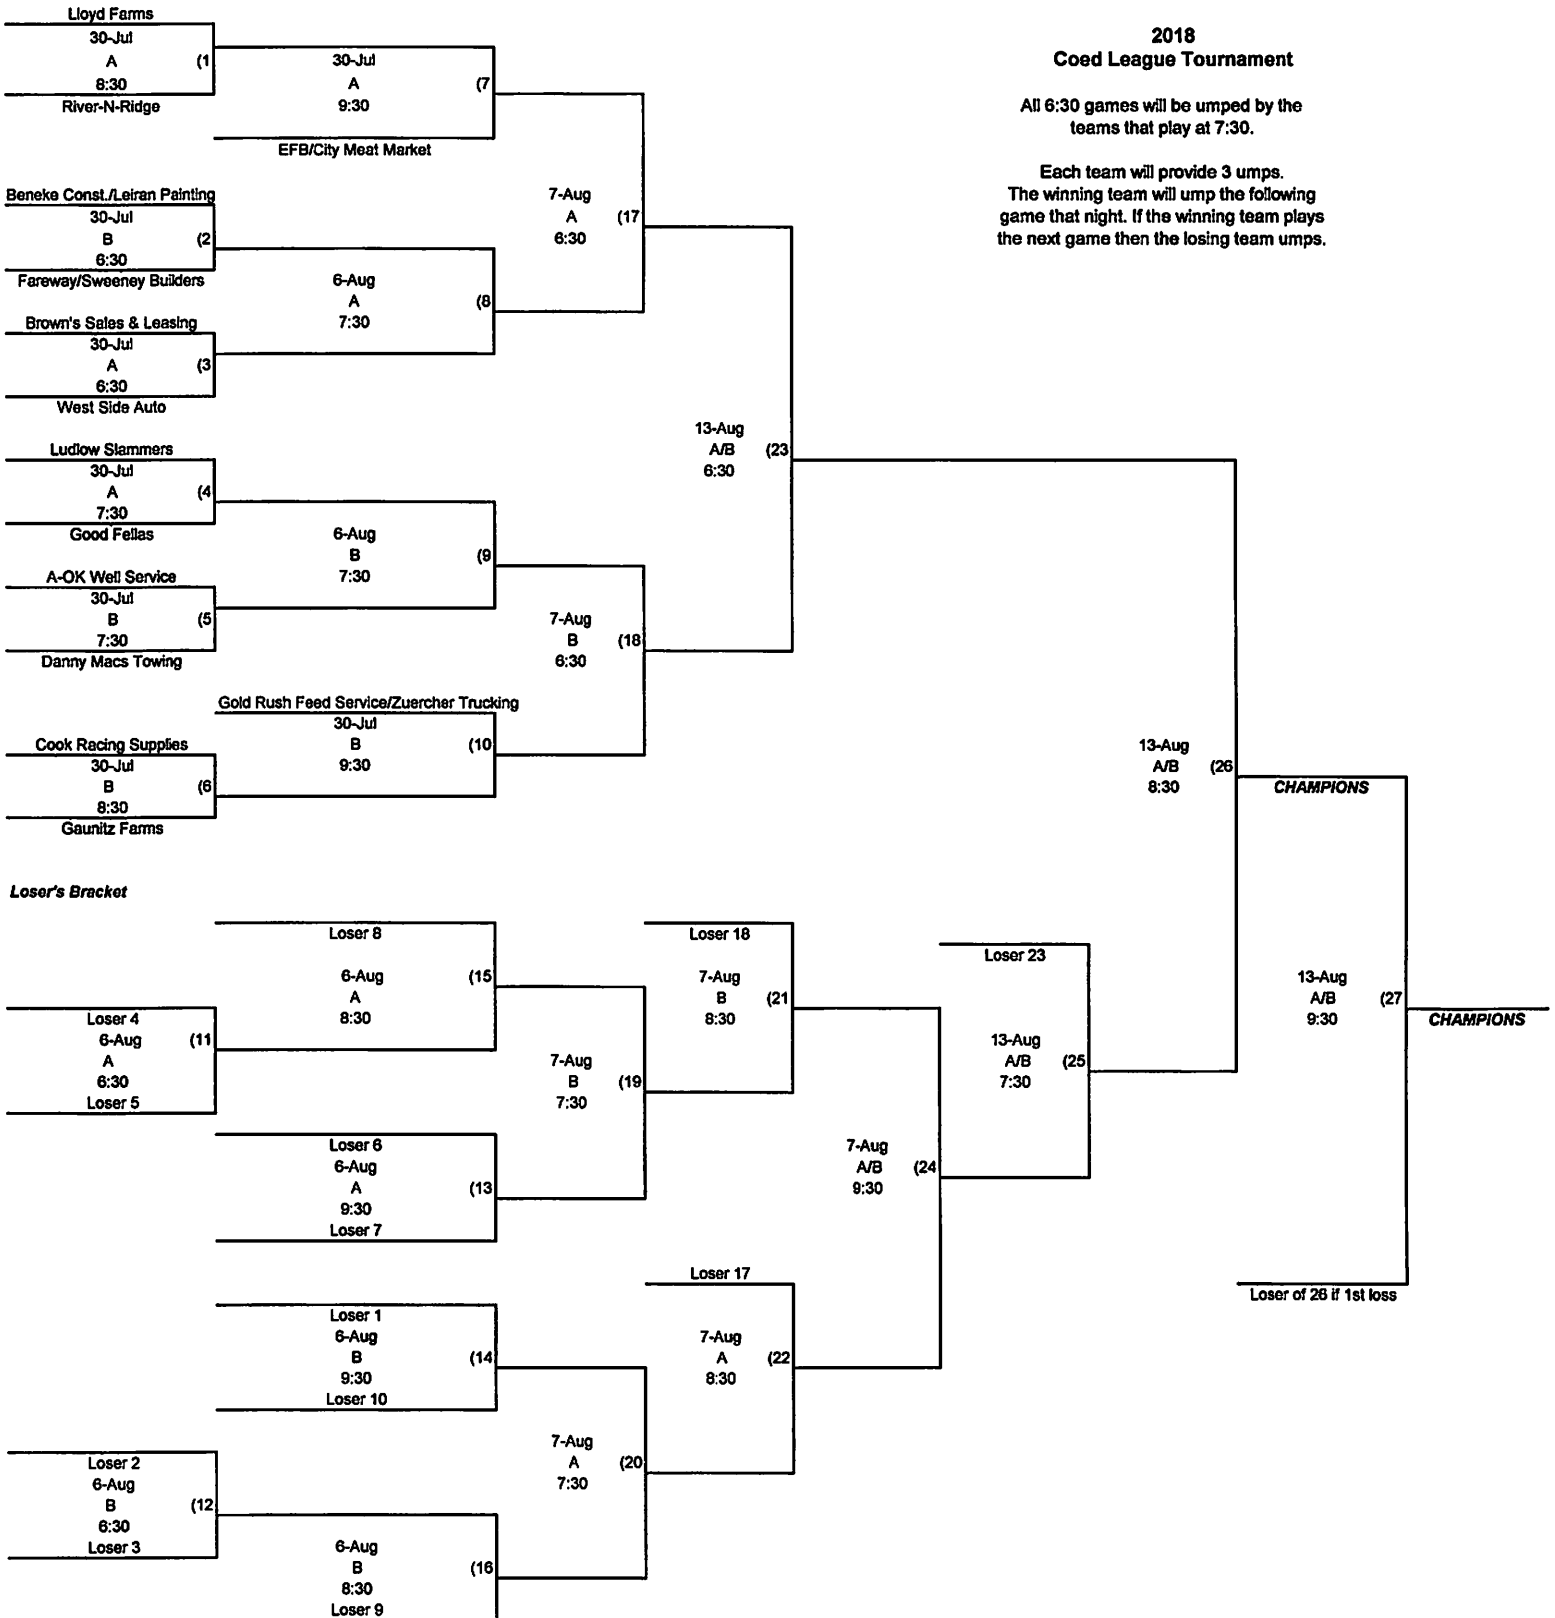 2018
Coed League Tournament
All 6:30 games will be umped by the
teams that play at 7:30.
Each team will provide 3 umps.
The winning team will ump the following
game that night. If the winning team plays
the next game then the losing team umps.
Lloyd Farms
30-Jul
A (1
8:30
River-N-Ridge
30-Jul
A (7
9:30
EFB/City Meat Market
Beneke Const./Leiran Painting
30-Jul
B (2
6:30
Fareway/Sweeney Builders
6-Aug
A (8
7:30
Brown's Sales & Leasing
30-Jul
A (3
6:30
West Side Auto
7-Aug
A (17
6:30
Ludlow Slammers
30-Jul
A (4
7:30
Good Fellas
6-Aug
B (9
7:30
A-OK Well Service
30-Jul
B (5
7:30
Danny Macs Towing
7-Aug
B (18
6:30
Gold Rush Feed Service/Zuercher Trucking
30-Jul
B (10
9:30
Cook Racing Supplies
30-Jul
B (6
8:30
Gaunitz Farms
13-Aug
A/B (23
6:30
13-Aug
A/B (26
8:30
CHAMPIONS
Loser's Bracket
Loser 8
6-Aug
A (15
8:30
Loser 4
6-Aug
A (11
6:30
Loser 5
Loser 6
6-Aug
A (13
9:30
Loser 7
7-Aug
B (19
7:30
Loser 18
7-Aug
B (21
8:30
Loser 1
6-Aug
B (14
9:30
Loser 10
Loser 2
6-Aug
B (12
6:30
Loser 3
6-Aug
B (16
8:30
Loser 9
7-Aug
A (20
7:30
Loser 17
7-Aug
A (22
8:30
7-Aug
A/B (24
9:30
Loser 23
13-Aug
A/B (25
7:30
13-Aug
A/B (27
9:30
CHAMPIONS
Loser of 26 if 1st loss